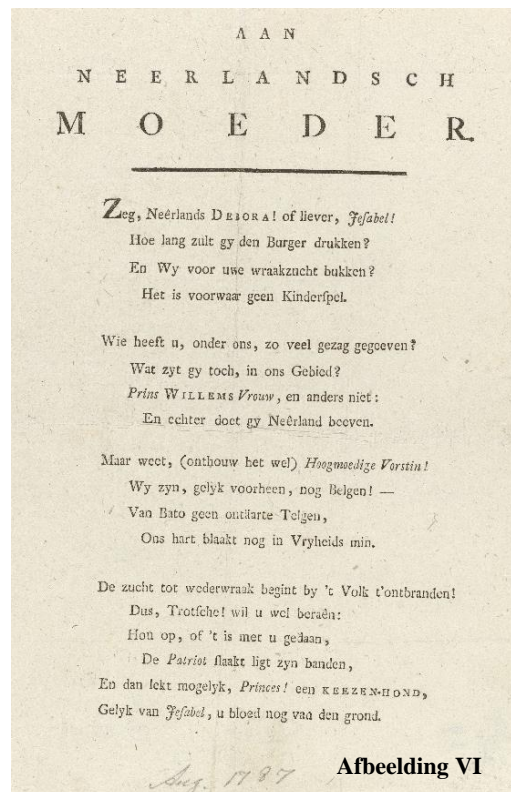 AAN
NEERLANDSCH
MOEDER.
Zeg, Neêrlands DEBORA! of liever, Jeſabel!
Hoe lang zult gy den Burger drukken?
En Wy voor uwe wraakzucht bukken?
Het is voorwaar geen Kinderſpel.
Wie heeft u, onder ons, zo veel gezag gegeeven?
Wat zyt gy toch, in ons Gebied?
Prins WILLEMS Vrouw, en anders niet:
En echter doet gy Neêrland beeven.
Maar weet, (onthouw het wel) Hoogmoedige Vorstin!
Wy zyn, gelyk voorheen, nog Belgen! —
Van Bato geen ontäarte Telgen,
Ons hart blaakt nog in Vryheids min.
De zucht tot wederwraak begint by 't Volk t'ontbranden!
Dus, Trotſche! wil u wel beraên:
Hou op, of 't is met u gedaan,
De Patriot ſlaakt ligt zyn banden,
En dan lekt mogelyk, Princes! een KEEZEN-HOND,
Gelyk van Jeſabel, u bloed nog van den grond.
Aug. 1787
Afbeelding VI